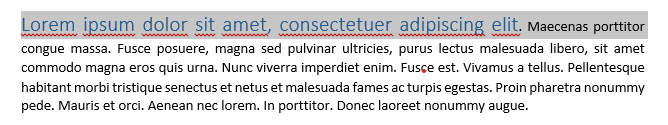 Lorem ipsum dolor sit amet, consectetuer adipiscing elit. Maecenas porttitor
congue massa. Fusce posuere, magna sed pulvinar ultricies, purus lectus malesuada libero, sit amet
commodo magna eros quis urna. Nunc viverra imperdiet enim. Fusce est. Vivamus a tellus. Pellentesque
habitant morbi tristique senectus et netus et malesuada fames ac turpis egestas. Proin pharetra nonummy
pede. Mauris et orci. Aenean nec lorem. In porttitor. Donec laoreet nonummy augue.